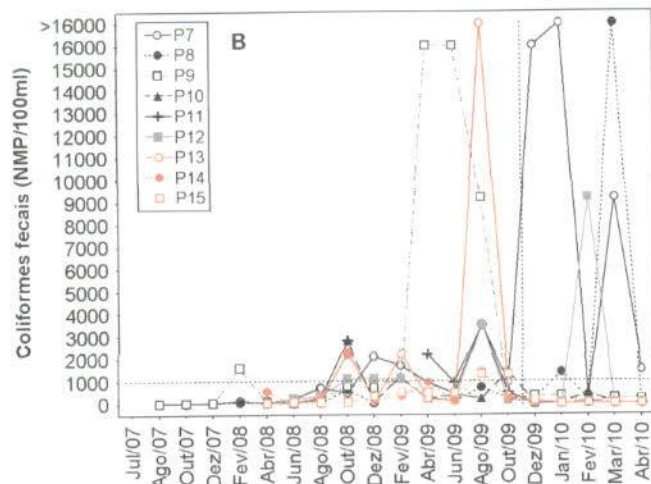 Coliformes fecais (NMP/100ml)
>16000
16000
15000
14000
13000
12000
11000
10000
9000
8000
7000
6000
5000
4000
3000
2000
1000
0
B
P7
P8
P9
P10
P11
P12
P13
P14
P15
Jul/07
Ago/07
Out/07
Dez/07
Fev/08
Abr/08
Jun/08
Ago/08
Out/08
Dez/08
Fev/09
Abr/09
Jun/09
Ago/09
Out/09
Dez/09
Jan/10
Fev/10
Mar/10
Abr/10